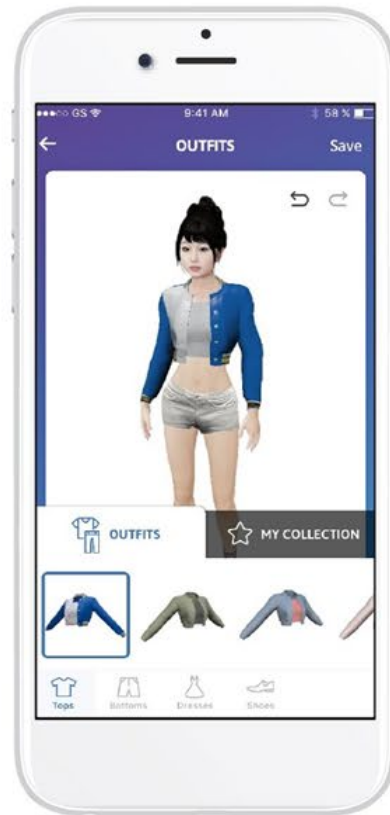 GS 9:41 AM 58 %
OUTFITS Save
OUTFITS MY COLLECTION
Tops Bottoms Dresses Shoes